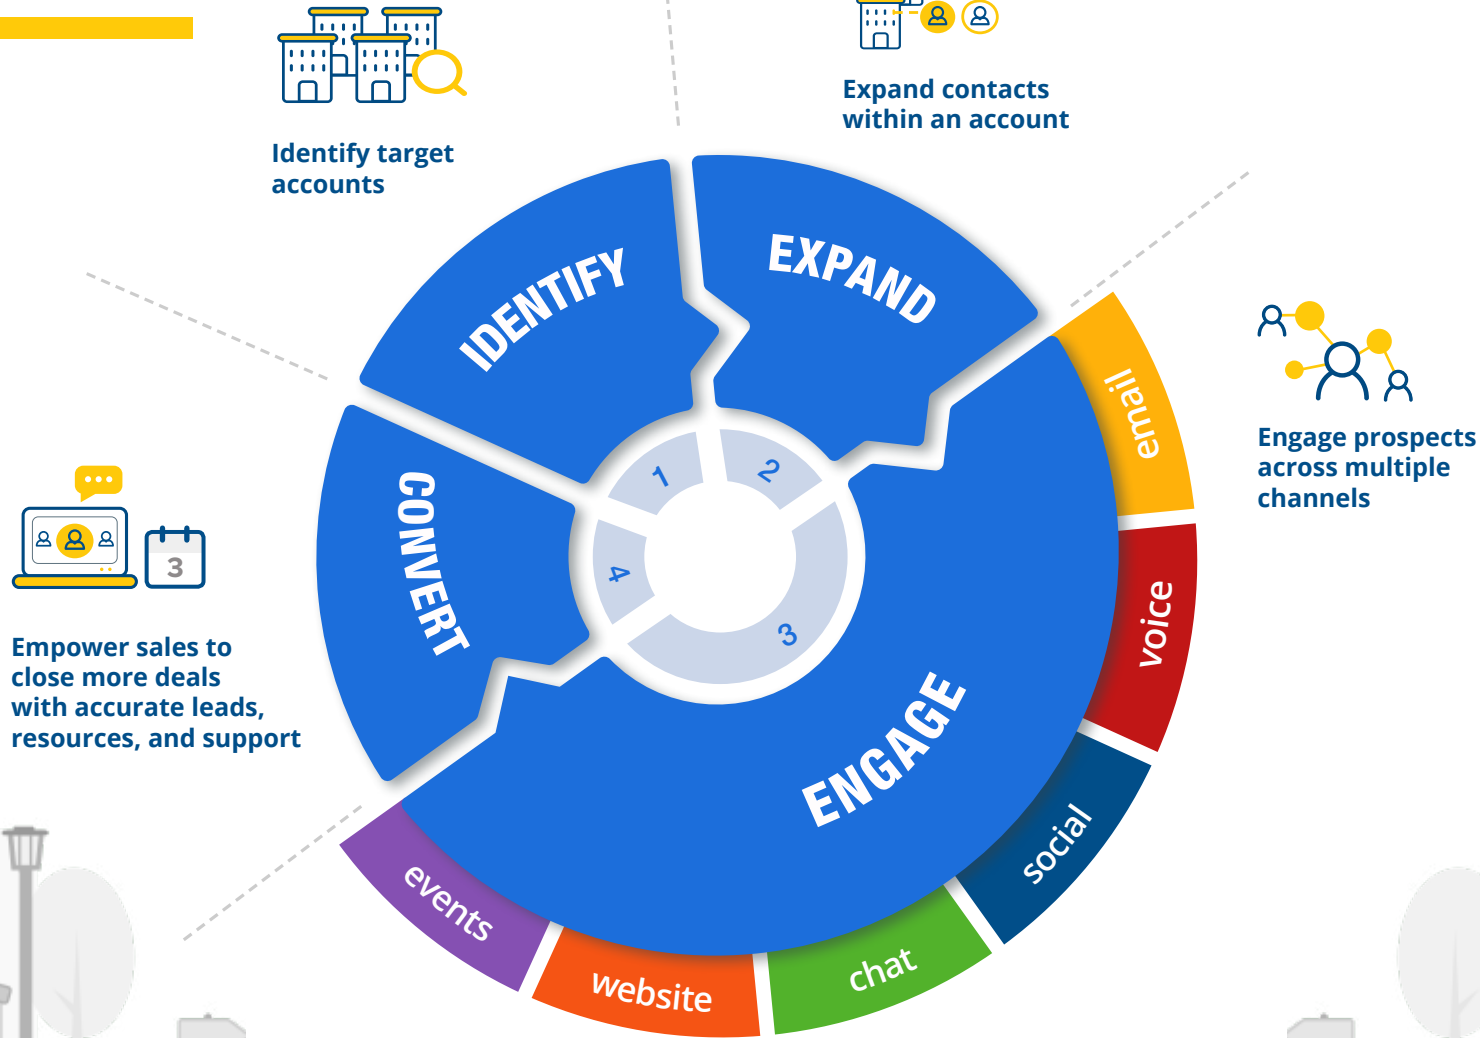 Identify target
accounts
Expand contacts
within an account
IDENTIFY
EXPAND
CONVERT
ENGAGE
1
2
3
4
email
voice
social
chat
website
events
Engage prospects
across multiple
channels
3
Empower sales to
close more deals
with accurate leads,
resources, and support